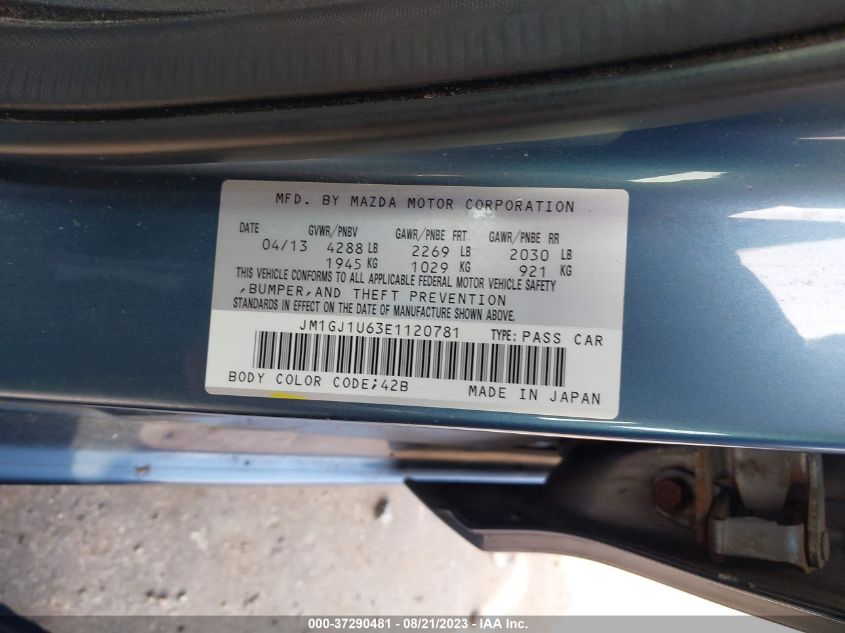 MFD. BY MAZDA MOTOR CORPORATION
DATE GVWR/PNBV GAWR/PNBE FRT GAWR/PNBE RR
04/13 4288 LB 2269 LB 2030 LB
1945 KG 1029 KG 921 KG
THIS VEHICLE CONFORMS TO ALL APPLICABLE FEDERAL MOTOR VEHICLE SAFETY
,BUMPER,AND THEFT PREVENTION
STANDARDS IN EFFECT ON THE DATE OF MANUFACTURE SHOWN ABOVE.
JM1GJ1U63E1120781 TYPE: PASS CAR
BODY COLOR CODE;42B MADE IN JAPAN
000-37290481 - 08/21/2023 - IAA Inc.